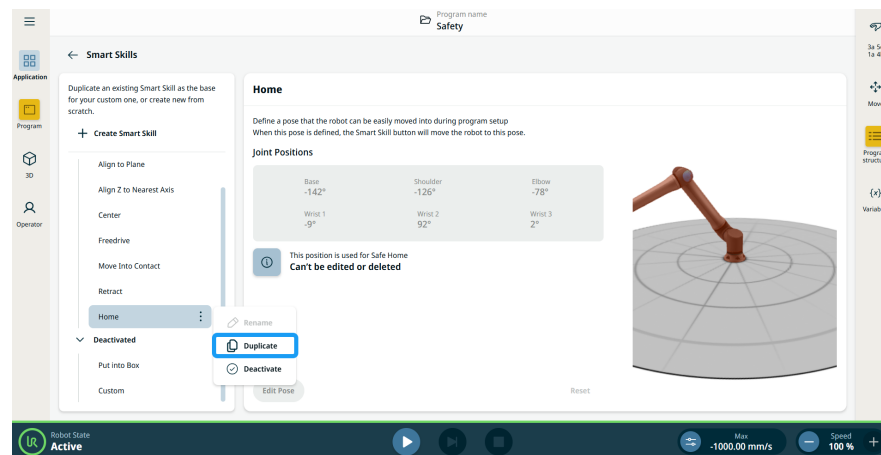 Program name
Safety
Smart Skills
Application
Program
3D
Operator
Duplicate an existing Smart Skill as the base
for your custom one, or create new from
scratch.
Create Smart Skill
Align to Plane
Align Z to Nearest Axis
Center
Freedrive
Move Into Contact
Retract
Home
Deactivated
Put into Box
Custom
Rename
Duplicate
Deactivate
Home
Define a pose that the robot can be easily moved into during program setup
When this pose is defined, the Smart Skill button will move the robot to this pose.
Joint Positions
Base Shoulder Elbow
-142° -126° -78°
Wrist 1 Wrist 2 Wrist 3
-9° 92° 2°
This position is used for Safe Home
Can't be edited or deleted
Edit Pose Reset
{x}
Robot State
Active
Max
-1000.00 mm/s
Speed
100 %